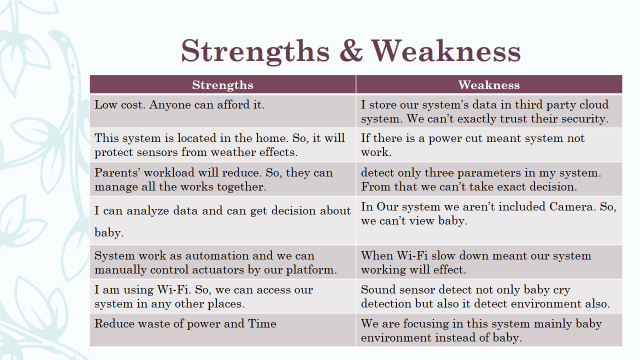 Strengths & Weakness
Strengths
Weakness
Low cost. Anyone can afford it.
I store our system's data in third party cloud
system. We can't exactly trust their security.
This system is located in the home. So, it will
protect sensors from weather effects.
If there is a power cut meant system not
work.
Parents' workload will reduce. So, they can
manage all the works together.
detect only three parameters in my system.
From that we can't take exact decision.
I can analyze data and can get decision about
baby.
In Our system we aren't included Camera. So,
we can't view baby.
System work as automation and we can
manually control actuators by our platform.
When Wi-Fi slow down meant our system
working will effect.
I am using Wi-Fi. So, we can access our
system in any other places.
Sound sensor detect not only baby cry
detection but also it detect environment also.
Reduce waste of power and Time
We are focusing in this system mainly baby
environment instead of baby.